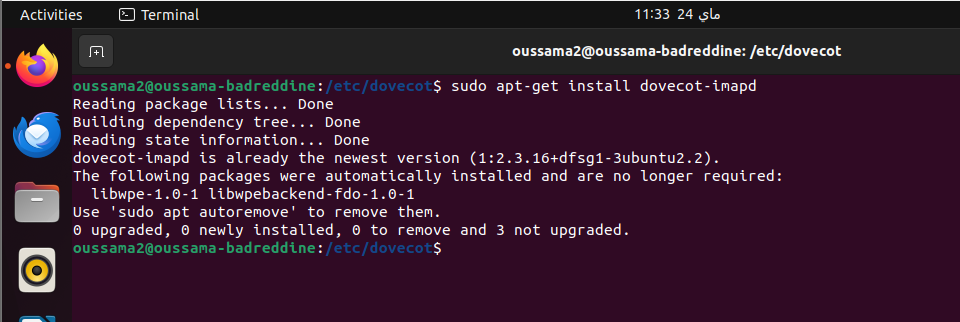 Activities
Terminal
11:33 24 ماي
oussama2@oussama-badreddine: /etc/dovecot
oussama2@oussama-badreddine:/etc/dovecot$ sudo apt-get install dovecot-imapd
Reading package lists... Done
Building dependency tree... Done
Reading state information... Done
dovecot-imapd is already the newest version (1:2.3.16+dfsg1-3ubuntu2.2).
The following packages were automatically installed and are no longer required:
  libwpe-1.0-1 libwpebackend-fdo-1.0-1
Use 'sudo apt autoremove' to remove them.
0 upgraded, 0 newly installed, 0 to remove and 3 not upgraded.
oussama2@oussama-badreddine:/etc/dovecot$